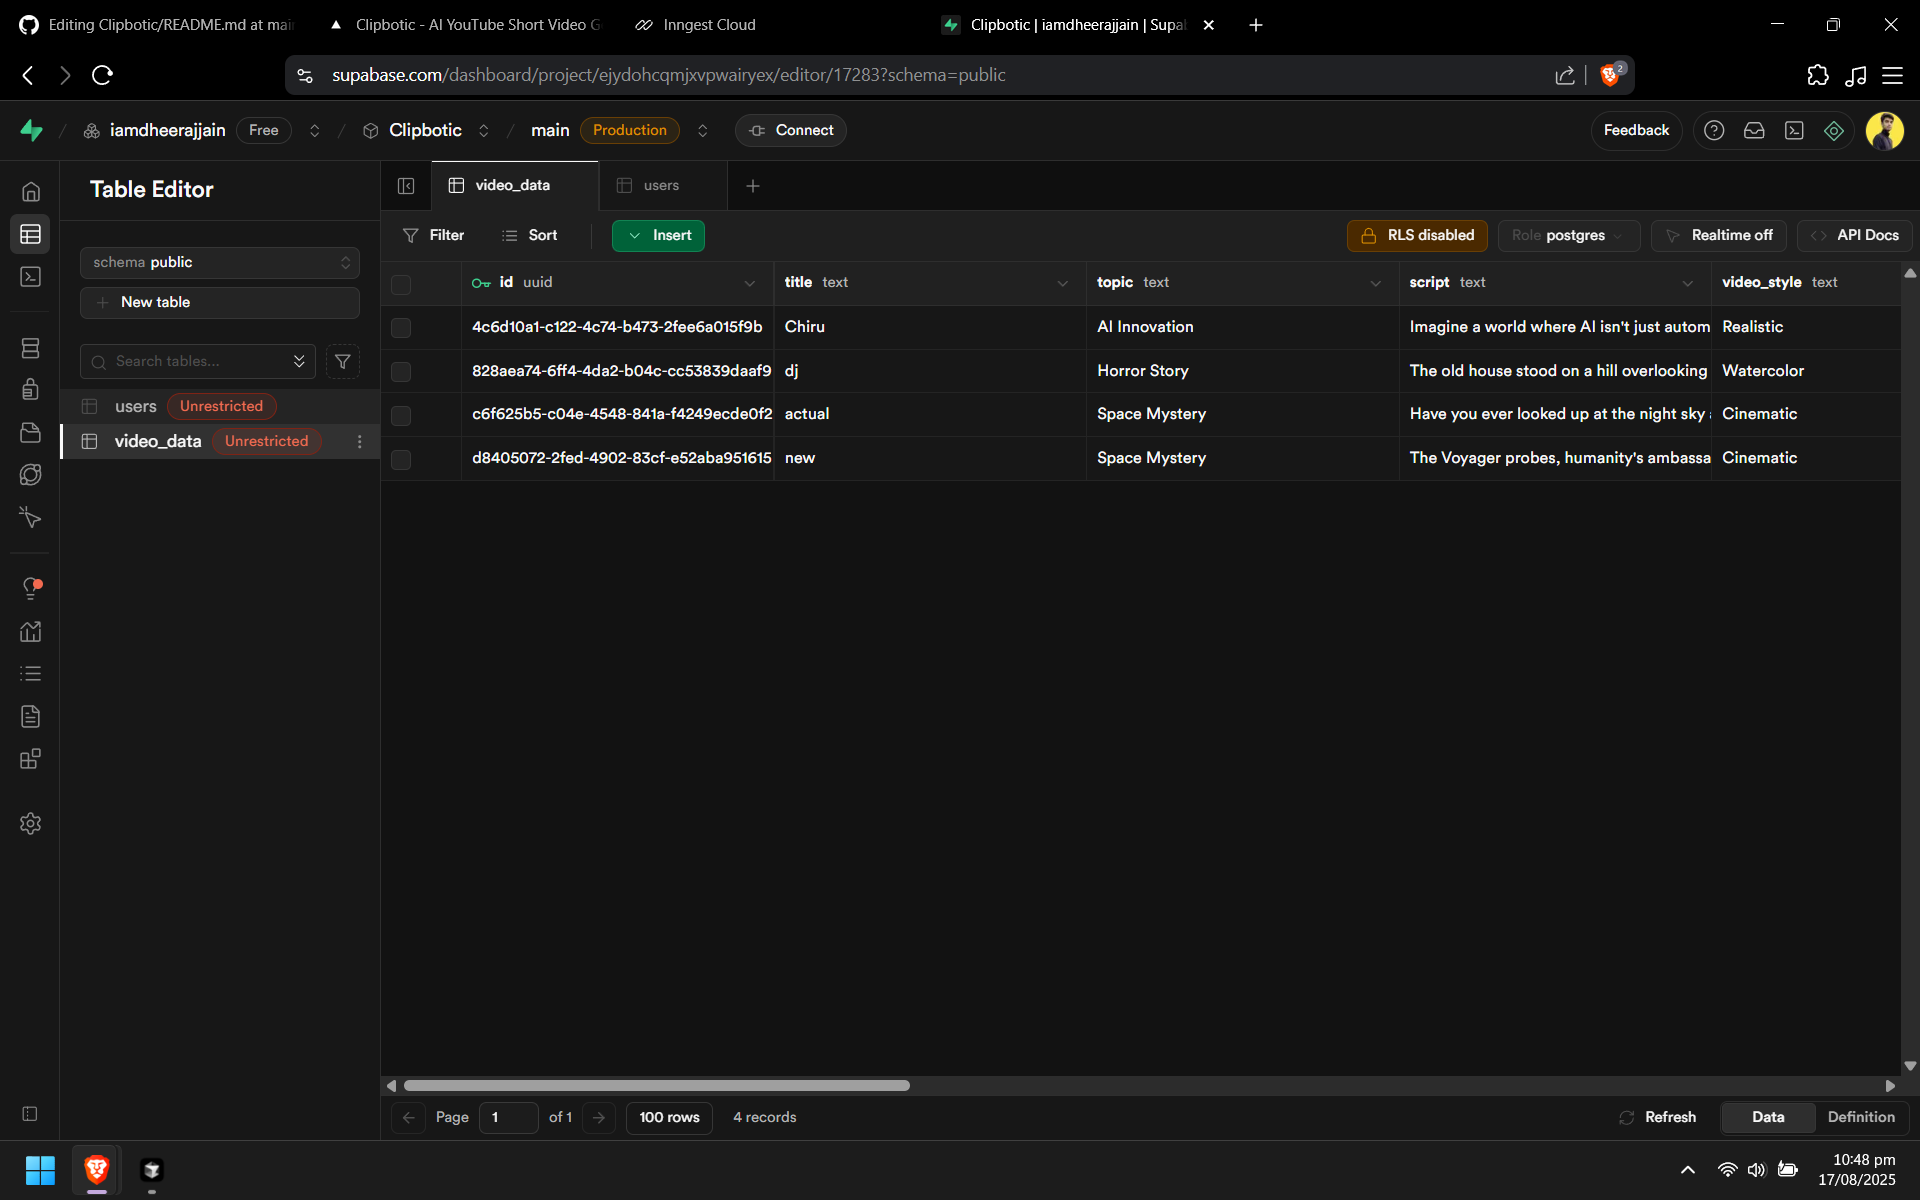 Editing Clipbotic/README.md at mai
Clipbotic - AI YouTube Short Video G
Inngest Cloud
Clipbotic | iamdheerajjain | Supa
supabase.com/dashboard/project/ejydohcqmjxvpwairyex/editor/17283?schema=public
2
/ iamdheerajjain Free / Clipbotic / main Production Connect Feedback
Table Editor
video_data
users
Filter Sort Insert RLS disabled Role postgres Realtime off API Docs
schema public
New table
Search tables...
users Unrestricted
video_data Unrestricted
id uuid title text topic text script text video_style text
4c6d10a1-c122-4c74-b473-2fee6a015f9b Chiru AI Innovation Imagine a world where AI isn't just autom Realistic
828aea74-6ff4-4da2-b04c-cc53839daaf9 dj Horror Story The old house stood on a hill overlooking Watercolor
c6f625b5-c04e-4548-841a-f4249ecde0f2 actual Space Mystery Have you ever looked up at the night sky Cinematic
d8405072-2fed-4902-83cf-e52aba951615 new Space Mystery The Voyager probes, humanity's ambassa Cinematic
Page 1 of 1 100 rows 4 records Refresh Data Definition
10:48 pm
17/08/2025